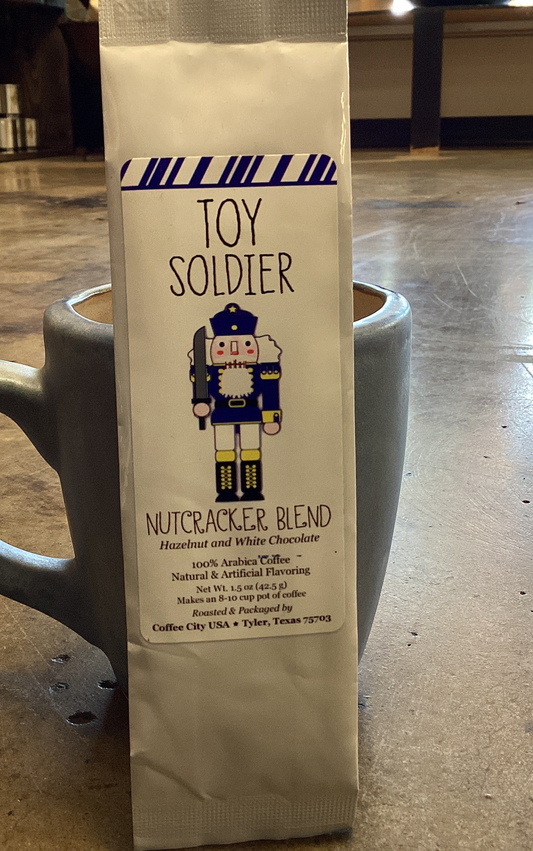 TOY
SOLDIER
NUTCRACKER BLEND
Hazelnut and White Chocolate
100% Arabica Coffee
Natural & Artificial Flavoring
Net Wt. 1.5 oz (42.5 g)
Makes an 8-10 cup pot of coffee
Roasted & Packaged by
Coffee City USA ● Tyler, Texas 75703